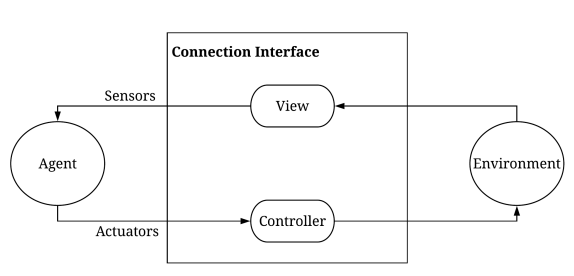 Connection Interface
Sensors
View
Agent
Environment
Controller
Actuators